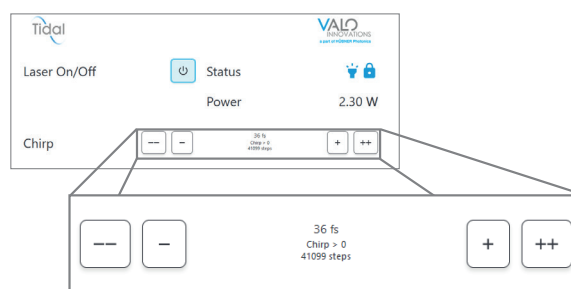 Tidal
VALO
INNOVATIONS
a part of HÜBNER Photonics
Laser On/Off
Status
Power 2.30 W
Chirp -- - 36 fs + ++
Chirp > 0
41099 steps
-- - 36 fs + ++
Chirp > 0
41099 steps